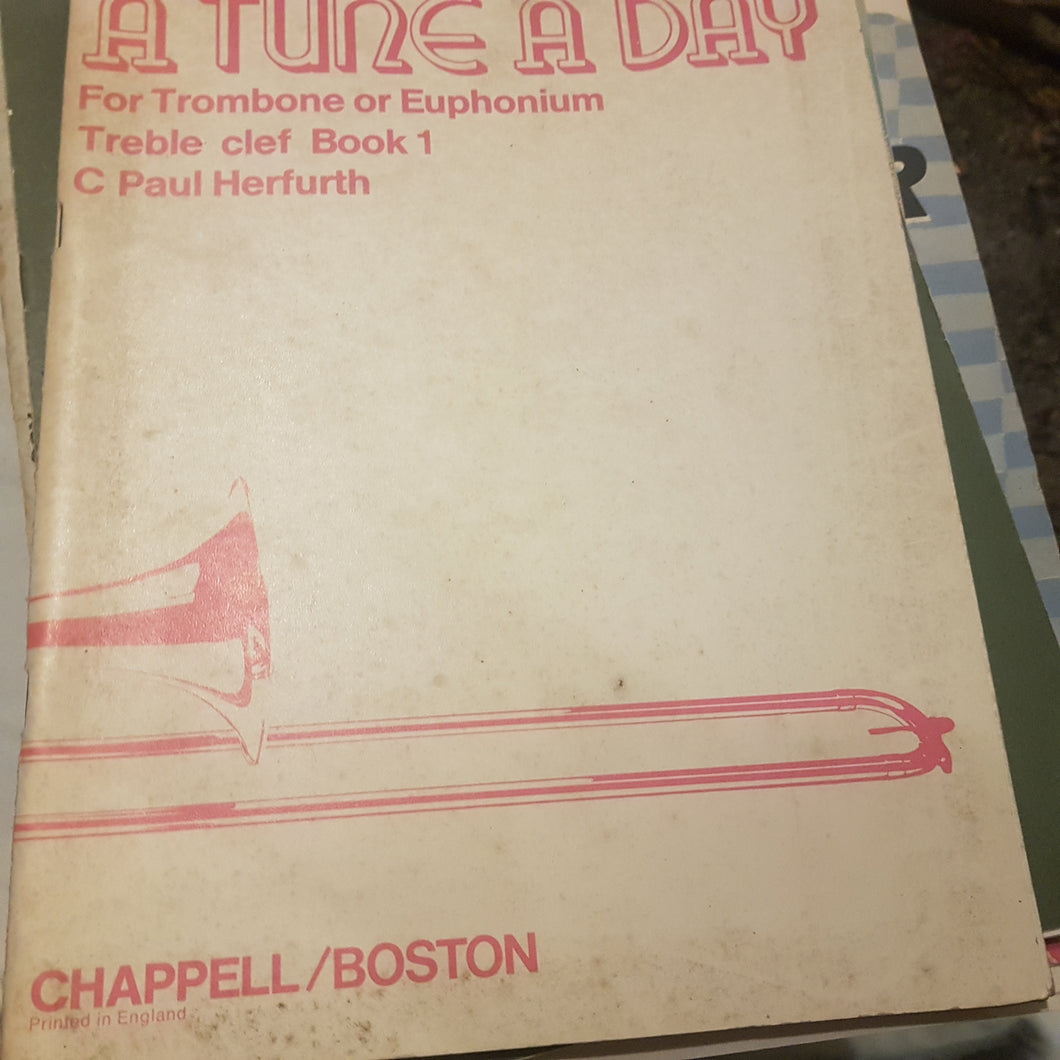 A TUNE A DAY
For Trombone or Euphonium
Treble clef Book 1
C Paul Herfurth
R
CHAPPELL/BOSTON
Printed in England